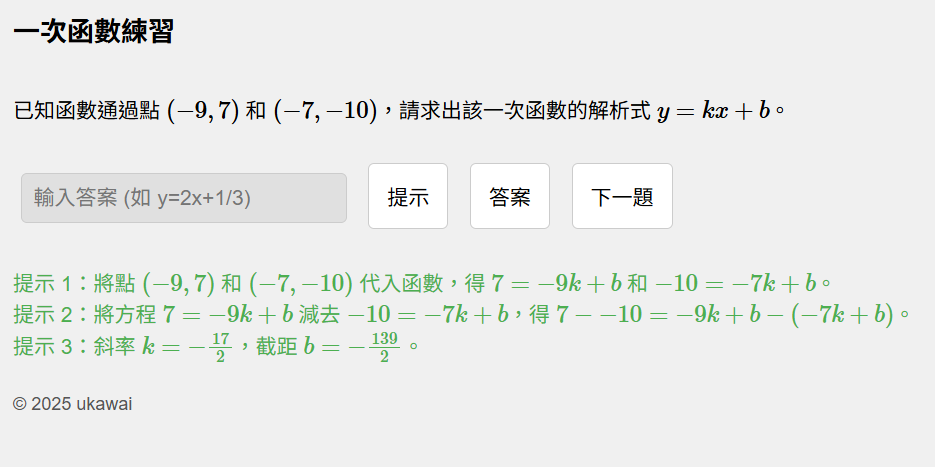 一次函數練習
已知函數通過點 (−9, 7) 和 (−7, −10)，請求出該一次函數的解析式 y = kx + b。
輸入答案 (如 y=2x+1/3)
提示
答案
下一題
提示 1：將點 (−9, 7) 和 (−7, −10) 代入函數，得 7 = −9k + b 和 −10 = −7k + b。
提示 2：將方程 7 = −9k + b 減去 −10 = −7k + b，得 7 − −10 = −9k + b − (−7k + b)。
提示 3：斜率 k = −17/2，截距 b = −139/2。
© 2025 ukawai